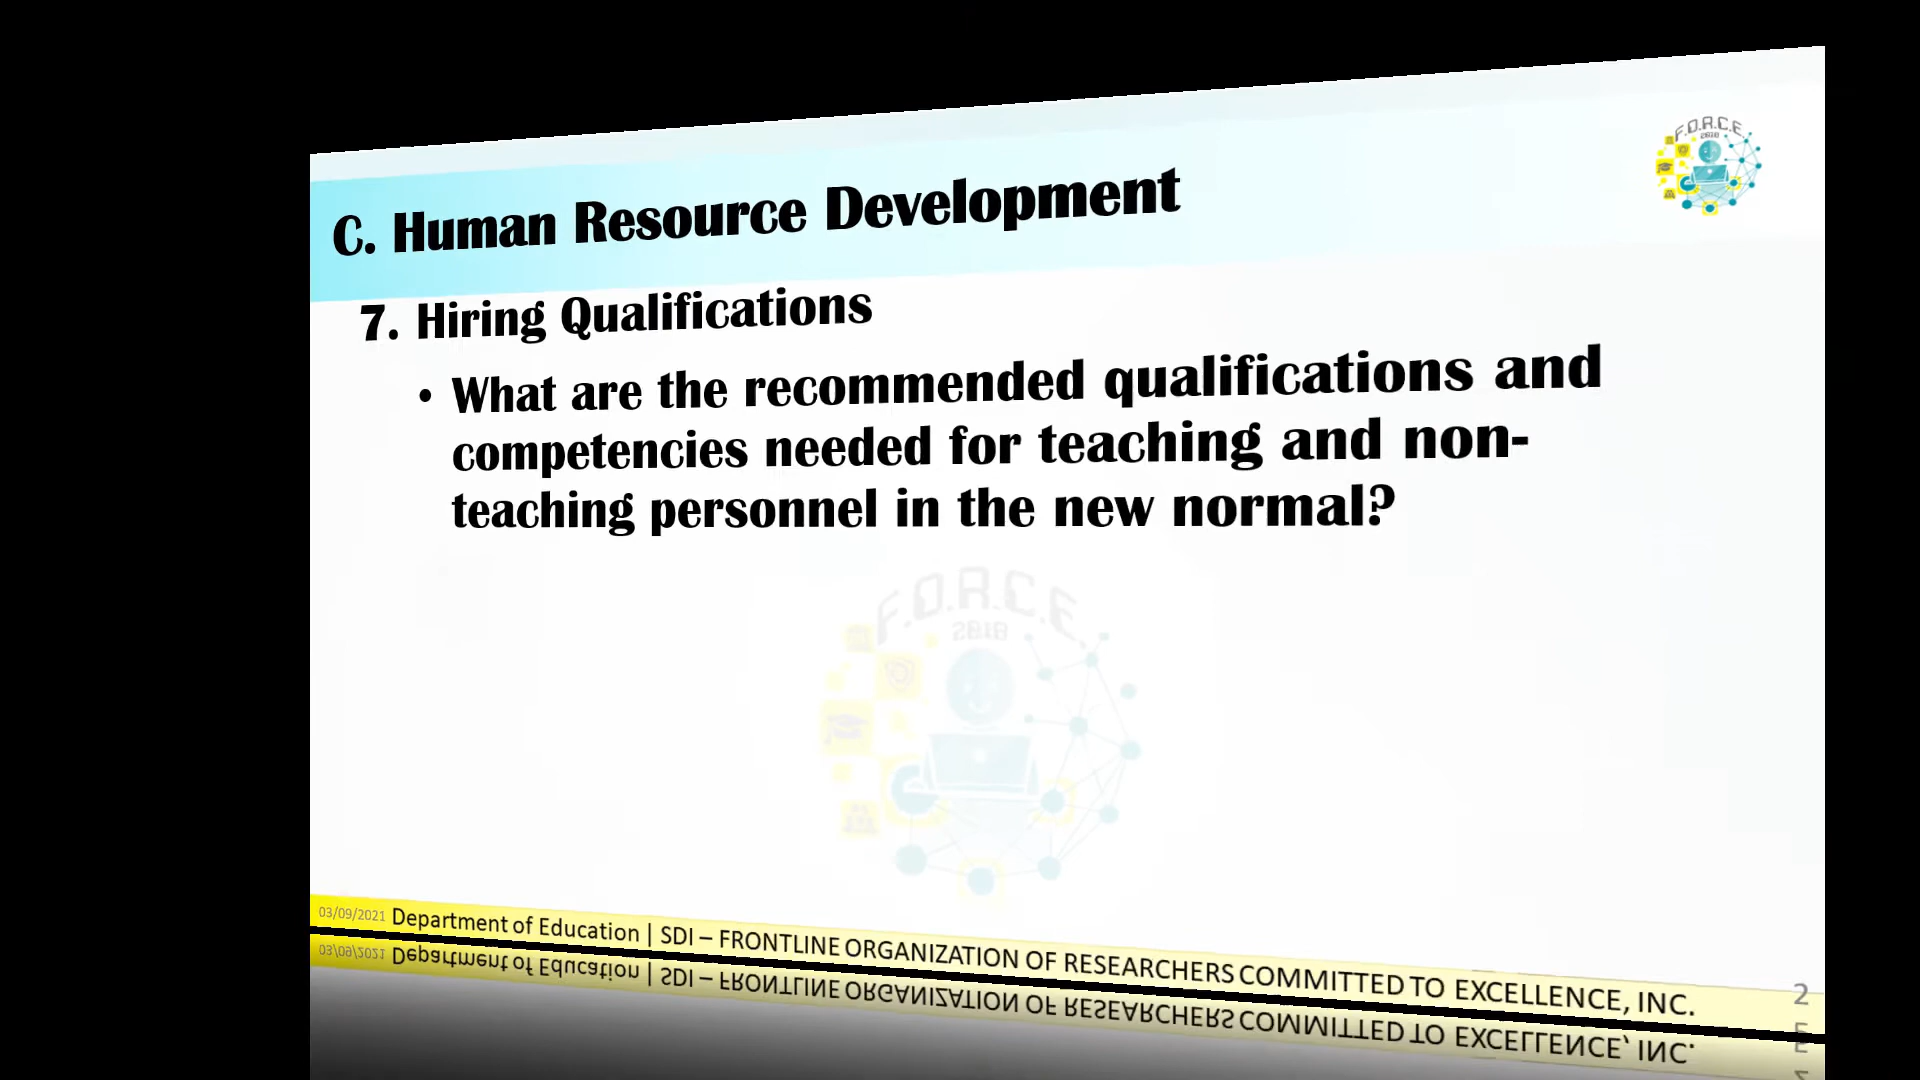 F.O.R.C.E.
2018
C. Human Resource Development
7. Hiring Qualifications
• What are the recommended qualifications and
competencies needed for teaching and non-
teaching personnel in the new normal?
F.O.R.C.E.
2018
03/09/2021 Department of Education | SDI – FRONTLINE ORGANIZATION OF RESEARCHERS COMMITTED TO EXCELLENCE, INC.